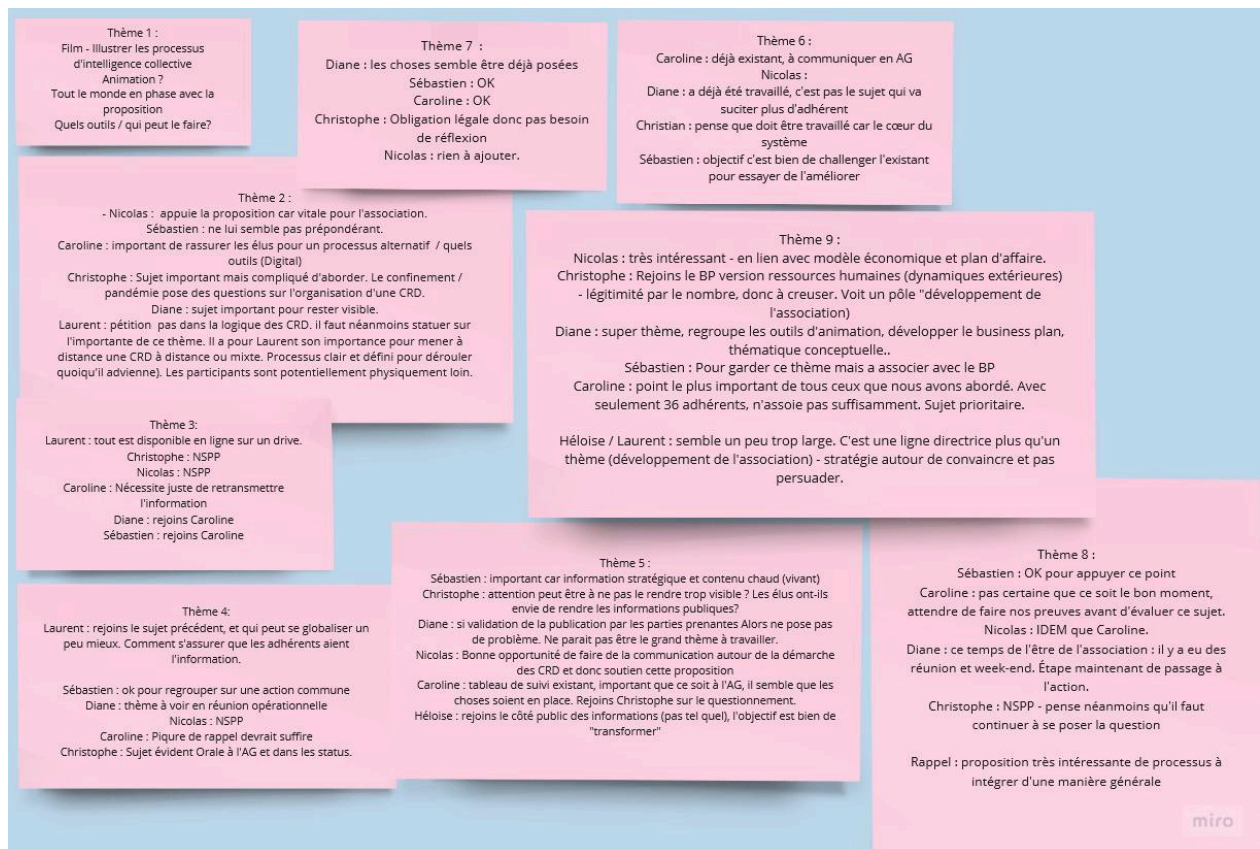 Thème 1 :
Film - Illustrer les processus
d'intelligence collective
Animation ?
Tout le monde en phase avec la
proposition
Quels outils / qui peut le faire?
Thème 7 :
Diane : les choses semble être déjà posées
Sébastien : OK
Caroline : OK
Christophe : Obligation légale donc pas besoin
de réflexion
Nicolas : rien à ajouter.
Thème 6 :
Caroline : déjà existant, à communiquer en AG
Nicolas :
Diane : a déjà été travaillé, c'est pas le sujet qui va
suciter plus d'adhérent
Christian : pense que doit être travaillé car le cœur du
système
Sébastien : objectif c'est bien de challenger l'existant
pour essayer de l'améliorer
Thème 2 :
- Nicolas : appuie la proposition car vitale pour l'association.
Sébastien : ne lui semble pas prépondérant.
Caroline : important de rassurer les élus pour un processus alternatif / quels
outils (Digital)
Christophe : Sujet important mais compliqué d'aborder. Le confinement /
pandémie pose des questions sur l'organisation d'une CRD.
Diane : sujet important pour rester visible.
Laurent : pétition pas dans la logique des CRD. il faut néanmoins statuer sur
l'importante de ce thème. Il a pour Laurent son importance pour mener à
distance une CRD à distance ou mixte. Processus clair et défini pour dérouler
quoiqu'il advienne). Les participants sont potentiellement physiquement loin.
Thème 9 :
Nicolas : très intéressant - en lien avec modèle économique et plan d'affaire.
Christophe : Rejoins le BP version ressources humaines (dynamiques extérieures)
- légitimité par le nombre, donc à creuser. Voit un pôle "développement de
l'association)
Diane : super thème, regroupe les outils d'animation, développer le business plan,
thématique conceptuelle..
Sébastien : Pour garder ce thème mais a associer avec le BP
Caroline : point le plus important de tous ceux que nous avons abordé. Avec
seulement 36 adhérents, n'assoie pas suffisamment. Sujet prioritaire.
Héloise / Laurent : semble un peu trop large. C'est une ligne directrice plus qu'un
thème (développement de l'association) - stratégie autour de convaincre et pas
persuader.
Thème 3:
Laurent : tout est disponible en ligne sur un drive.
Christophe : NSPP
Nicolas : NSPP
Caroline : Nécessite juste de retransmettre
l'information
Diane : rejoins Caroline
Sébastien : rejoins Caroline
Thème 4:
Laurent : rejoins le sujet précédent, et qui peut se globaliser un
peu mieux. Comment s'assurer que les adhérents aient
l'information.
Sébastien : ok pour regrouper sur une action commune
Diane : thème à voir en réunion opérationnelle
Nicolas : NSPP
Caroline : Piqure de rappel devrait suffire
Christophe : Sujet évident Orale à l'AG et dans les status.
Thème 5 :
Sébastien : important car information stratégique et contenu chaud (vivant)
Christophe : attention peut être à ne pas le rendre trop visible ? Les élus ont-ils
envie de rendre les informations publiques?
Diane : si validation de la publication par les parties prenantes Alors ne pose pas
de problème. Ne parait pas être le grand thème à travailler.
Nicolas : Bonne opportunité de faire de la communication autour de la démarche
des CRD et donc soutien cette proposition
Caroline : tableau de suivi existant, important que ce soit à l'AG, il semble que les
choses soient en place. Rejoins Christophe sur le questionnement.
Héloise : rejoins le côté public des informations (pas tel quel), l'objectif est bien de
"transformer"
Thème 8 :
Sébastien : OK pour appuyer ce point
Caroline : pas certaine que ce soit le bon moment,
attendre de faire nos preuves avant d'évaluer ce sujet.
Nicolas : IDEM que Caroline.
Diane : ce temps de l'être de l'association : il y a eu des
réunion et week-end. Étape maintenant de passage à
l'action.
Christophe : NSPP - pense néanmoins qu'il faut
continuer à se poser la question
Rappel : proposition très intéressante de processus à
intégrer d'une manière générale
miro